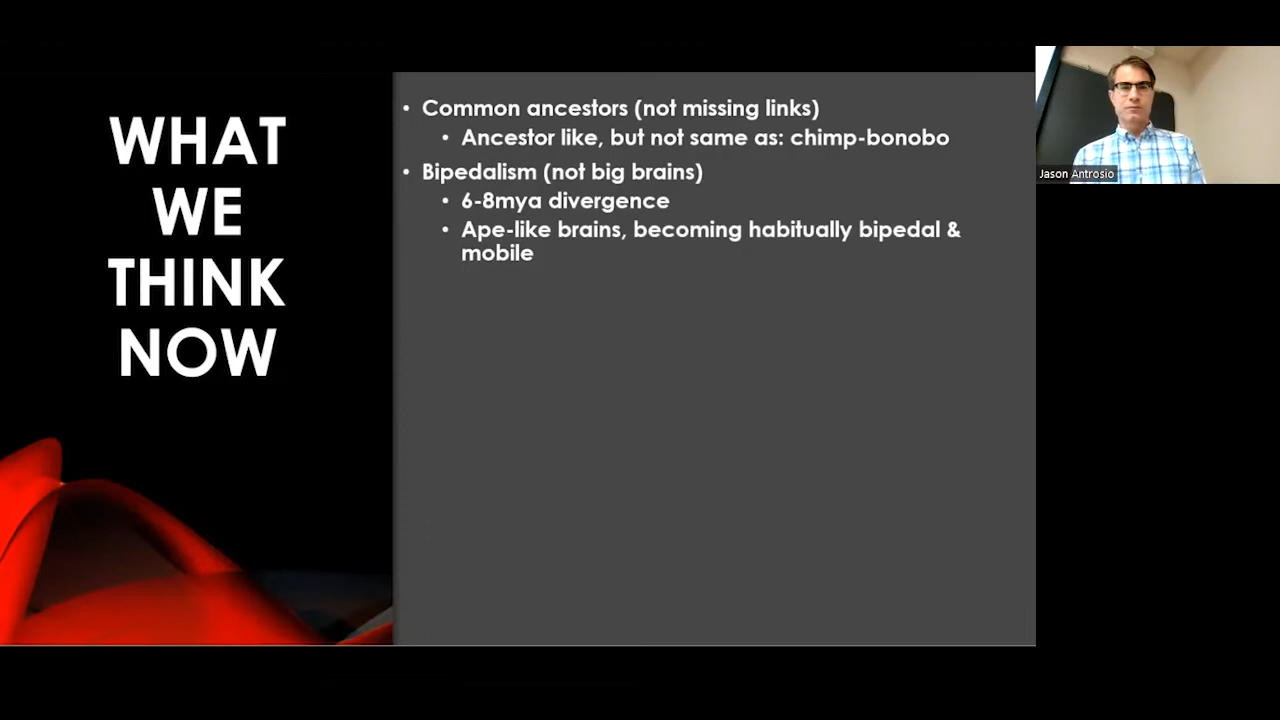 WHAT
WE
THINK
NOW
• Common ancestors (not missing links)
• Ancestor like, but not same as: chimp-bonobo
• Bipedalism (not big brains)
• 6-8mya divergence
• Ape-like brains, becoming habitually bipedal &
mobile
Jason Antrosio